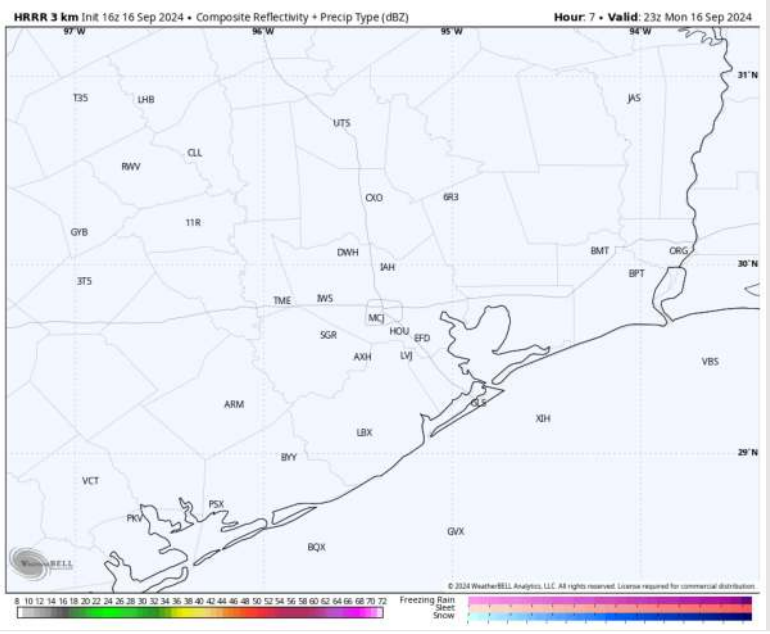 HRRR 3 km Init 16z 16 Sep 2024 • Composite Reflectivity + Precip Type (dBZ) Hour: 7 • Valid: 23z Mon 16 Sep 2024
97°W 96°W 95°W 94°W
31°N
T35 LHB JAS
UTS
CLL
RWV
OXO 6R3
11R
GYB
DWH BMT ORG
IAH 30°N
BPT
3T5
TME IWS
MCJ
SGR HOU EFD
AXH LVJ VBS
ARM GLS
XIH
LBX
BYY 29°N
VCT
PSX
PKV
GVX
BQX
WEATHERBELL
© 2024 WeatherBELL Analytics, LLC. All rights reserved. License required for commercial distribution.
8 10 12 14 16 18 20 22 24 26 28 30 32 34 36 38 40 42 44 46 48 50 52 54 56 58 60 62 64 66 68 70 72
Freezing Rain
Sleet
Snow